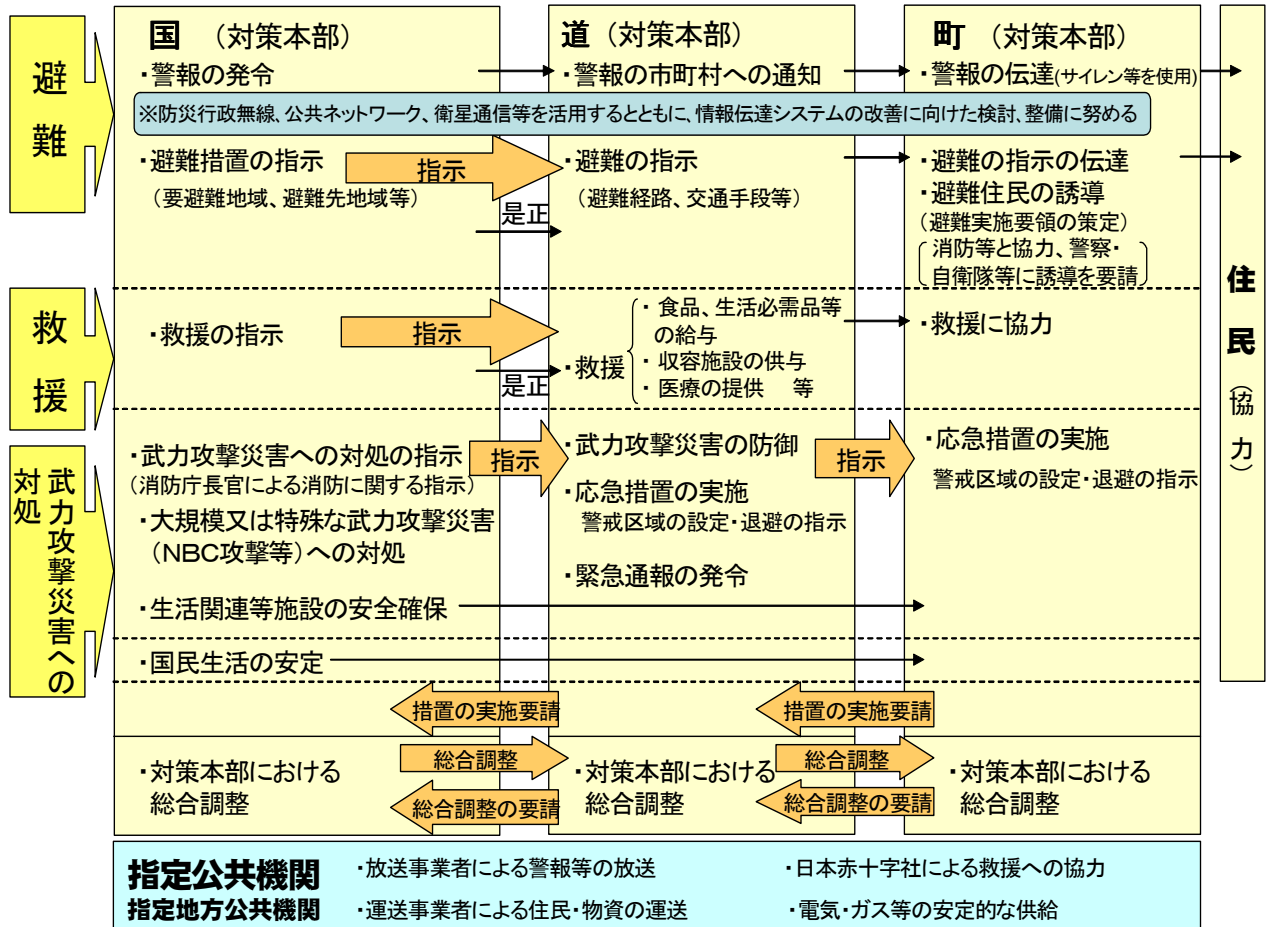 避難
国 （対策本部）
道 （対策本部）
町 （対策本部）
・警報の発令
・警報の市町村への通知
・警報の伝達(サイレン等を使用)
※防災行政無線、公共ネットワーク、衛星通信等を活用するとともに、情報伝達システムの改善に向けた検討、整備に努める
・避難措置の指示
（要避難地域、避難先地域等）
指示
是正
・避難の指示
（避難経路、交通手段等）
・避難の指示の伝達
・避難住民の誘導
（避難実施要領の策定）
消防等と協力、警察・
自衛隊等に誘導を要請
住民（協力）
救援
・救援の指示
指示
是正
・救援
・ 食品、生活必需品等
の給与
・ 収容施設の供与
・ 医療の提供　等
・救援に協力
武力攻撃災害への
対処
・武力攻撃災害への対処の指示
（消防庁長官による消防に関する指示）
・大規模又は特殊な武力攻撃災害
（NBC攻撃等）への対処
指示
・武力攻撃災害の防御
・応急措置の実施
警戒区域の設定・退避の指示
・緊急通報の発令
指示
・応急措置の実施
警戒区域の設定・退避の指示
・生活関連等施設の安全確保
・国民生活の安定
措置の実施要請
措置の実施要請
・対策本部における
総合調整
総合調整
総合調整の要請
・対策本部における
総合調整
総合調整
総合調整の要請
・対策本部における
総合調整
指定公共機関
指定地方公共機関
・放送事業者による警報等の放送
・日本赤十字社による救援への協力
・運送事業者による住民・物資の運送
・電気・ガス等の安定的な供給